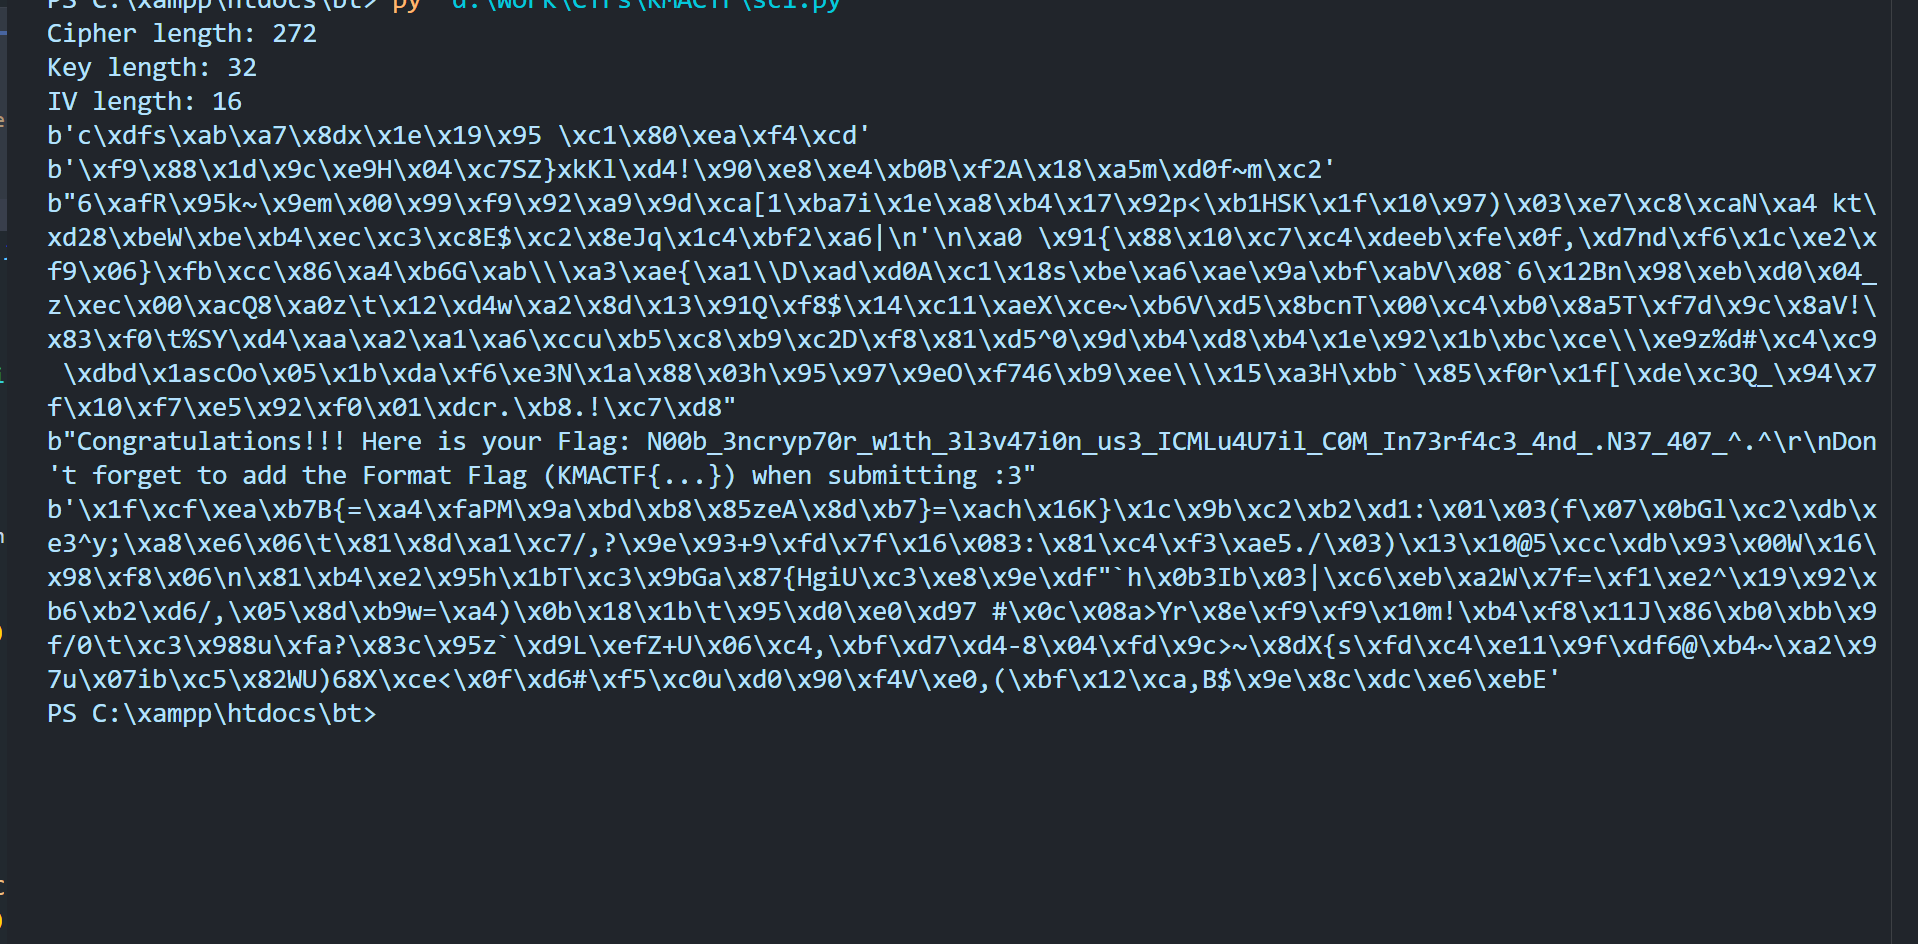 PS C:\xampp\htdocs\bt> py  d:\Work\CTFs\KMACTF\sc1.py
Cipher length: 272
Key length: 32
IV length: 16
b'c\xdfs\xab\xa7\x8dx\x1e\x19\x95 \xc1\x80\xea\xf4\xcd'
b'\xf9\x88\x1d\x9c\xe9H\x04\xc7SZ}xkKl\xd4!\x90\xe8\xe4\xb0B\xf2A\x18\xa5m\xd0f~m\xc2'
b"6\xafR\x95k~\x9em\x00\x99\xf9\x92\xa9\x9d\xca[1\xba7i\x1e\xa8\xb4\x17\x92p<\xb1HSK\x1f\x10\x97)\x03\xe7\xc8\xcaN\xa4 kt\
xd28\xbeW\xbe\xb4\xec\xc3\xc8E$\xc2\x8eJq\x1c4\xbf2\xa6|\n'\n\xa0 \x91{\x88\x10\xc7\xc4\xdeeb\xfe\x0f,\xd7nd\xf6\x1c\xe2\x
f9\x06}\xfb\xcc\x86\xa4\xb6G\xab\\\xa3\xae{\xa1\\D\xad\xd0A\xc1\x18s\xbe\xa6\xae\x9a\xbf\xabV\x08`6\x12Bn\x98\xeb\xd0\x04_
z\xec\x00\xacQ8\xa0z\t\x12\xd4w\xa2\x8d\x13\x91Q\xf8$\x14\xc11\xaeX\xce~\xb6V\xd5\x8bcnT\x00\xc4\xb0\x8a5T\xf7d\x9c\x8aV!\
x83\xf0\t%SY\xd4\xaa\xa2\xa1\xa6\xccu\xb5\xc8\xb9\xc2D\xf8\x81\xd5^0\x9d\xb4\xd8\xb4\x1e\x92\x1b\xbc\xce\\\xe9z%d#\xc4\xc9
\xdbd\x1ascOo\x05\x1b\xda\xf6\xe3N\x1a\x88\x03h\x95\x97\x9eO\xf746\xb9\xee\\\x15\xa3H\xbb`\x85\xf0r\x1f[\xde\xc3Q_\x94\x7
f\x10\xf7\xe5\x92\xf0\x01\xdcr.\xb8.!\xc7\xd8"
b"Congratulations!!! Here is your Flag: N00b_3ncryp70r_w1th_3l3v47i0n_us3_ICMLu4U7il_C0M_In73rf4c3_4nd_.N37_407_^.^\r\nDon
't forget to add the Format Flag (KMACTF{...}) when submitting :3"
b'\x1f\xcf\xea\xb7B{=\xa4\xfaPM\x9a\xbd\xb8\x85zeA\x8d\xb7}=\xach\x16K}\x1c\x9b\xc2\xb2\xd1:\x01\x03(f\x07\x0bGl\xc2\xdb\x
e3^y;\xa8\xe6\x06\t\x81\x8d\xa1\xc7/,?\x9e\x93+9\xfd\x7f\x16\x083:\x81\xc4\xf3\xae5./\x03)\x13\x10@5\xcc\xdb\x93\x00W\x16\
x98\xf8\x06\n\x81\xb4\xe2\x95h\x1bT\xc3\x9bGa\x87{HgiU\xc3\xe8\x9e\xdf"`h\x0b3Ib\x03|\xc6\xeb\xa2W\x7f=\xf1\xe2^\x19\x92\x
b6\xb2\xd6/,\x05\x8d\xb9w=\xa4)\x0b\x18\x1b\t\x95\xd0\xe0\xd97 #\x0c\x08a>Yr\x8e\xf9\xf9\x10m!\xb4\xf8\x11J\x86\xb0\xbb\x9
f/0\t\xc3\x988u\xfa?\x83c\x95z`\xd9L\xefZ+U\x06\xc4,\xbf\xd7\xd4-8\x04\xfd\x9c>~\x8dX{s\xfd\xc4\xe11\x9f\xdf6@\xb4~\xa2\x9
7u\x07ib\xc5\x82WU)68X\xce<\x0f\xd6#\xf5\xc0u\xd0\x90\xf4V\xe0,(\xbf\x12\xca,B$\x9e\x8c\xdc\xe6\xebE'
PS C:\xampp\htdocs\bt>